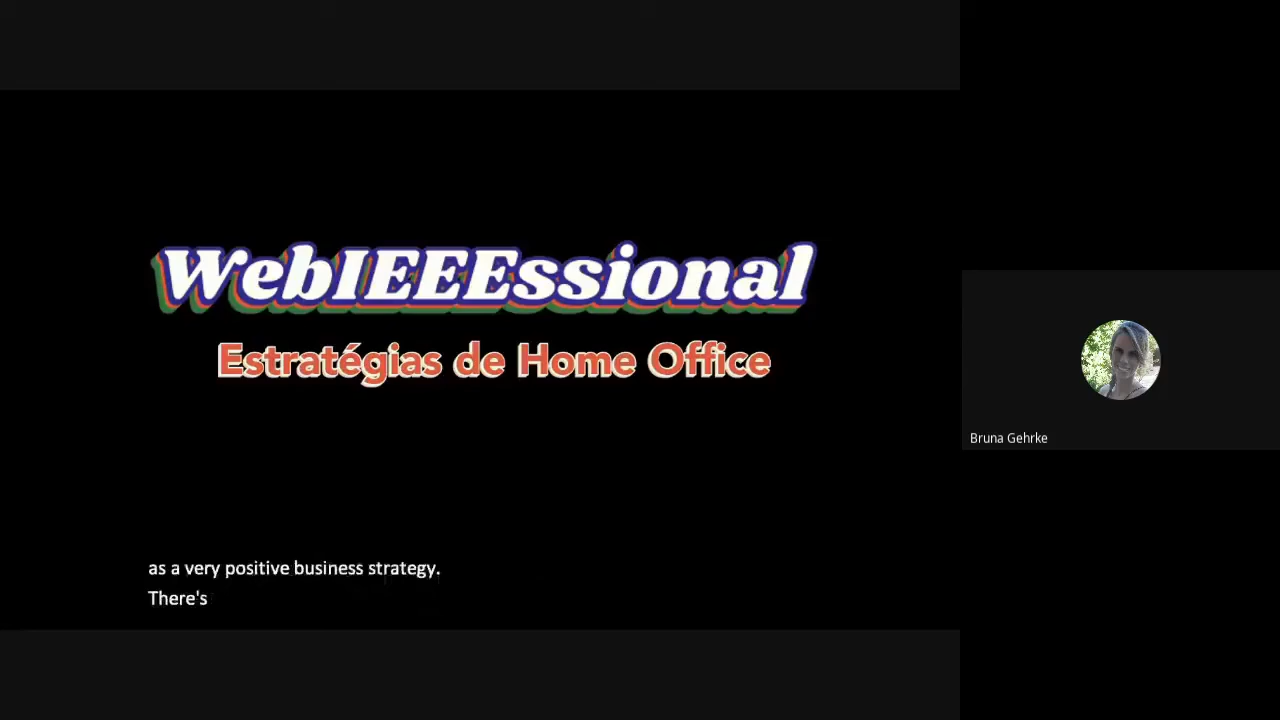 WebIEEEssional
Estratégias de Home Office
Bruna Gehrke
as a very positive business strategy.
There's